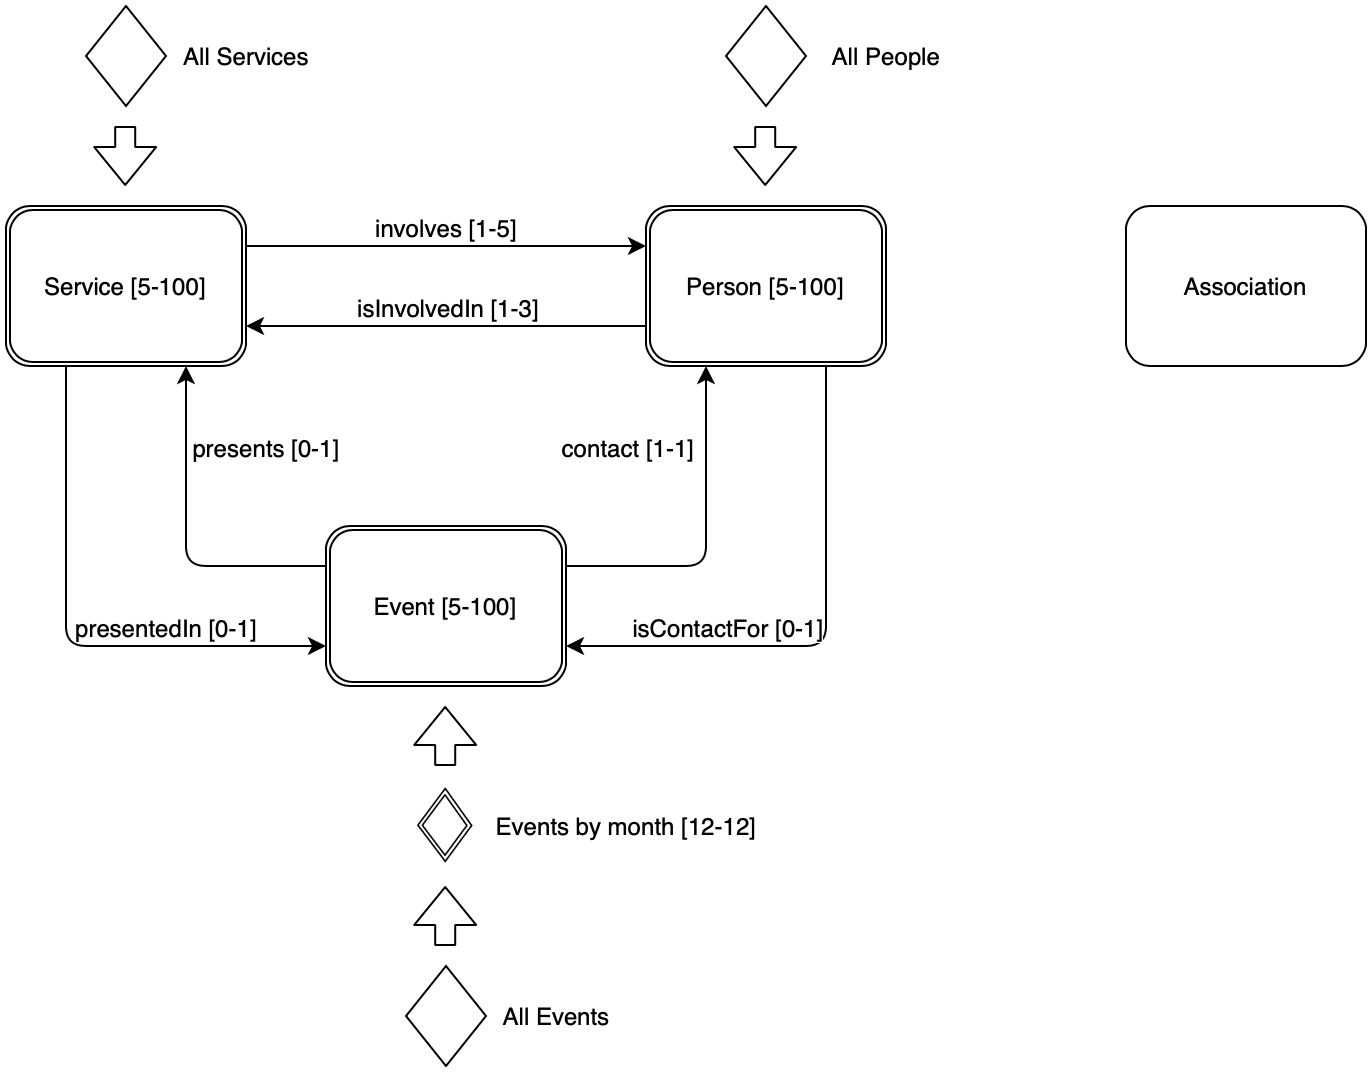 All Services
All People
involves [1-5]
Service [5-100]
Person [5-100]
Association
isInvolvedIn [1-3]
presents [0-1]
contact [1-1]
Event [5-100]
presentedIn [0-1]
isContactFor [0-1]
Events by month [12-12]
All Events